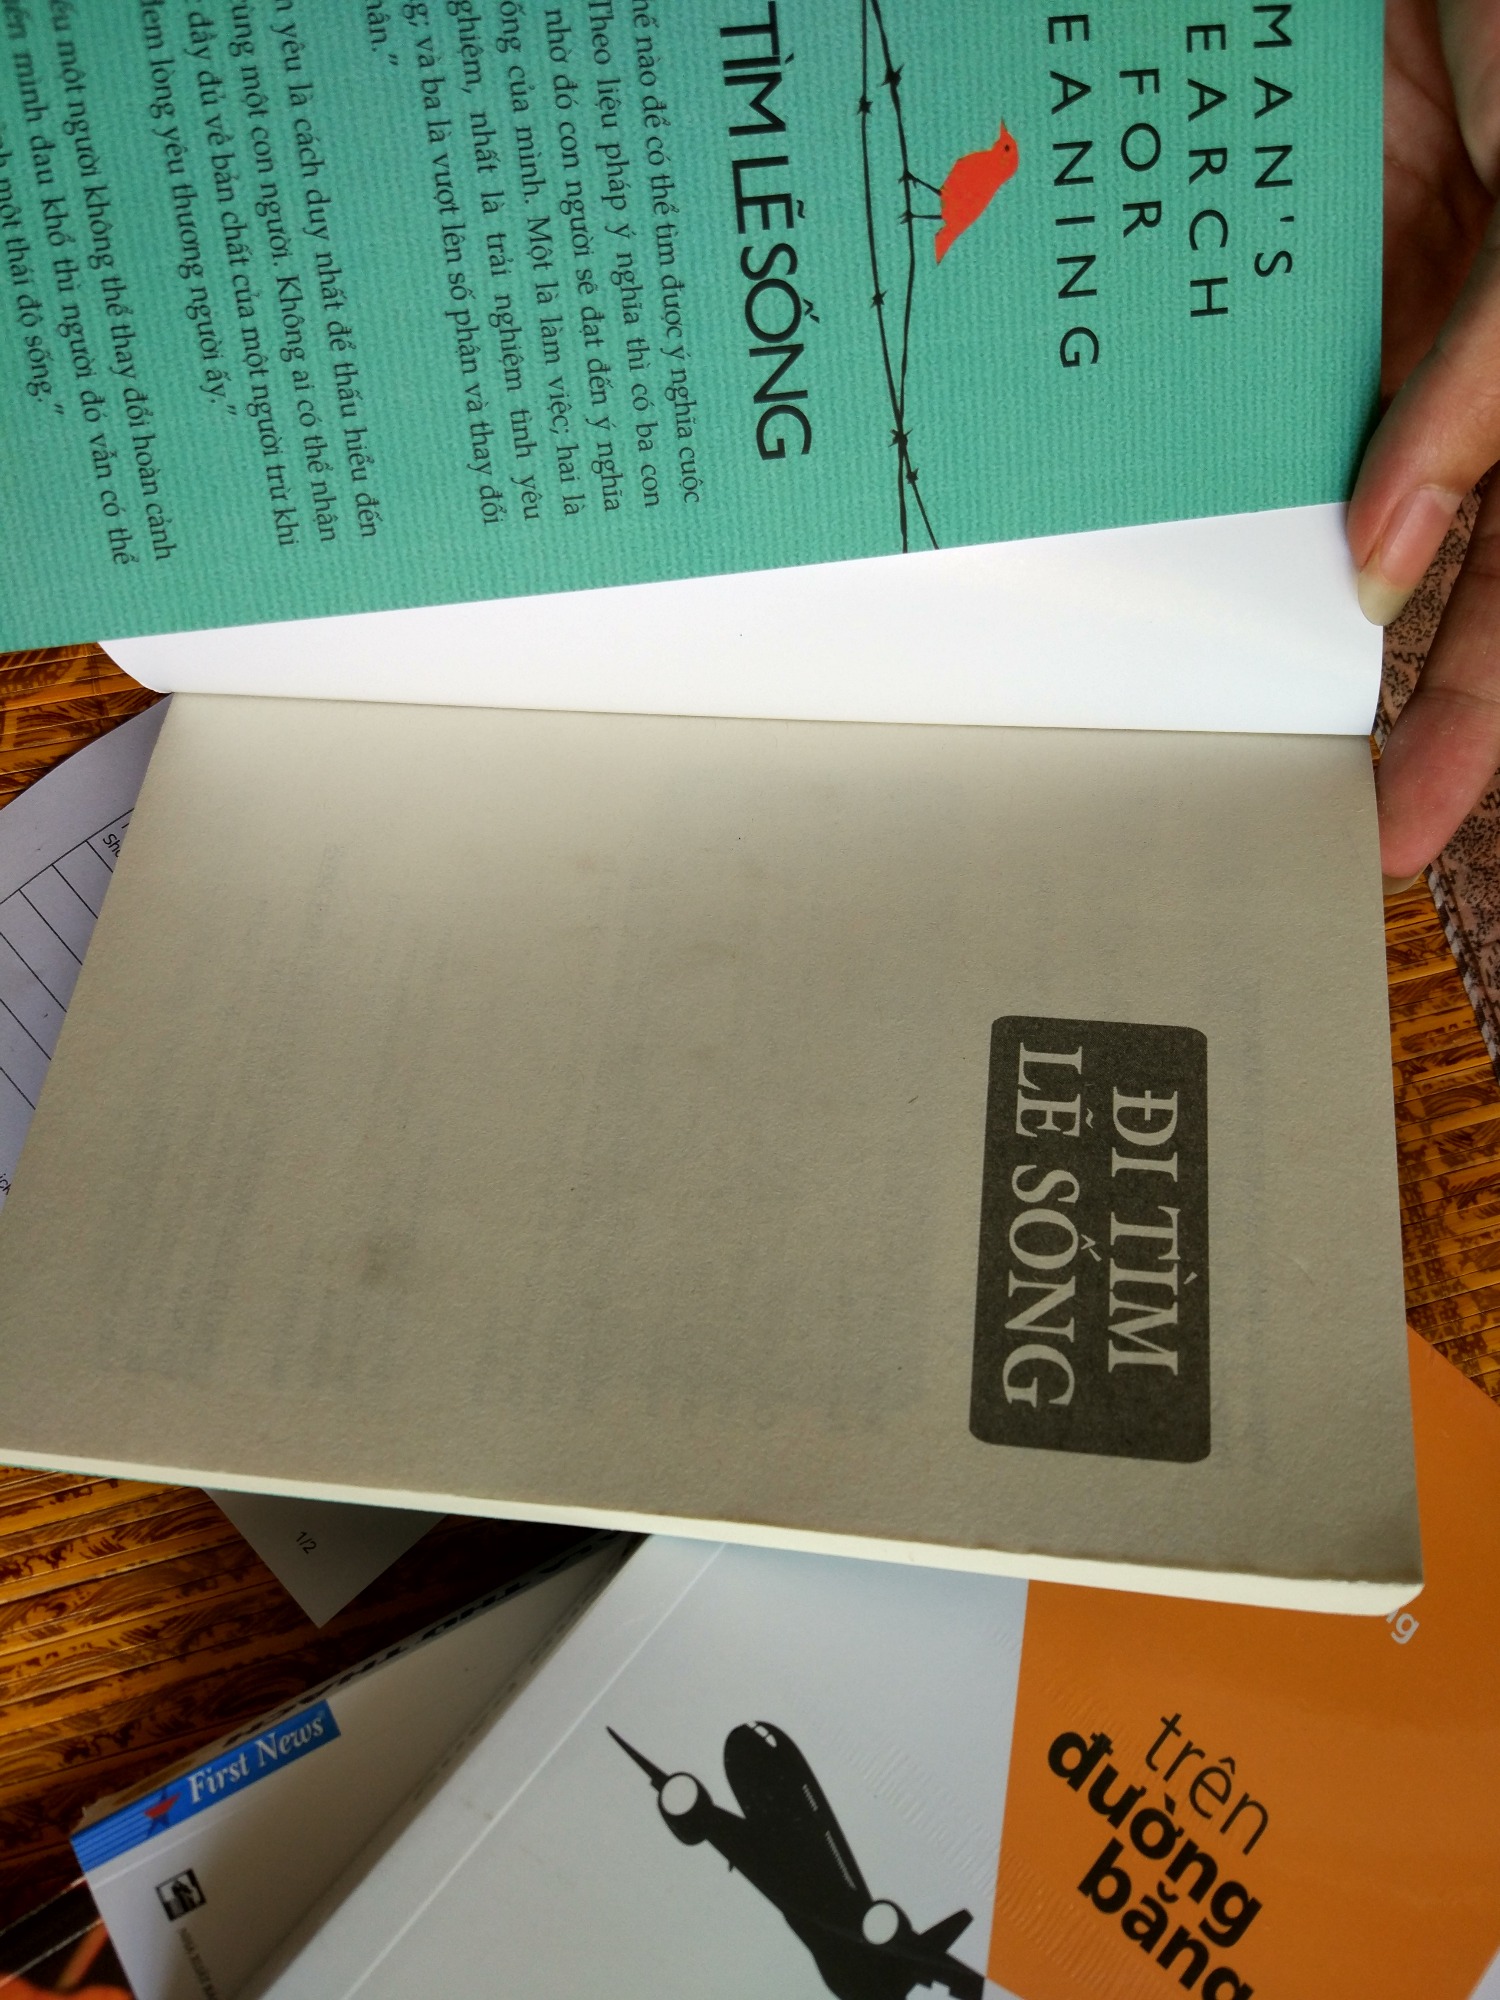 MAN'S
EARCH
FOR
EANING
TÌM LẼ SỐNG
nào để có thể tìm được ý nghĩa cuộc
Theo liệu pháp ý nghĩa thì có ba con
nhờ đó con người sẽ đạt đến ý nghĩa
ống của mình. Một là làm việc; hai là
ghiệm, nhất là trải nghiệm tình yêu
g; và ba là vượt lên số phận và thay đổi
hân."
yêu là cách duy nhất để thấu hiểu đến
cùng một con người. Không ai có thể nhận
đầy đủ về bản chất của một người trừ khi
đem lòng yêu thương người ấy."
một người không thể thay đổi hoàn cảnh
mình đau khổ thì người đó vẫn có thể
một thái độ sống."
ĐI TÌM
LẼ SỐNG
1/2
First News
ng
trên
đường
băng